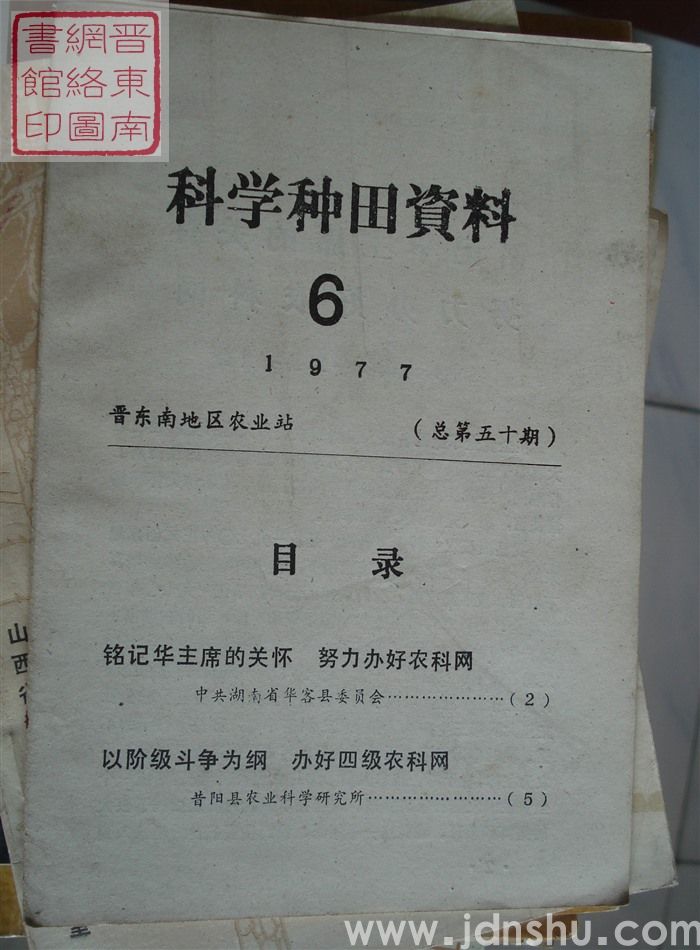 晋東南
網絡圖
書館印
科学种田資料
6
1977
晋东南地区农业站 （总第五十期）
目 录
铭记华主席的关怀 努力办好农科网
中共湖南省华容县委员会……………………（2）
以阶级斗争为纲 办好四级农科网
昔阳县农业科学研究所……………………（5）
山西省
www.jdnshu.com